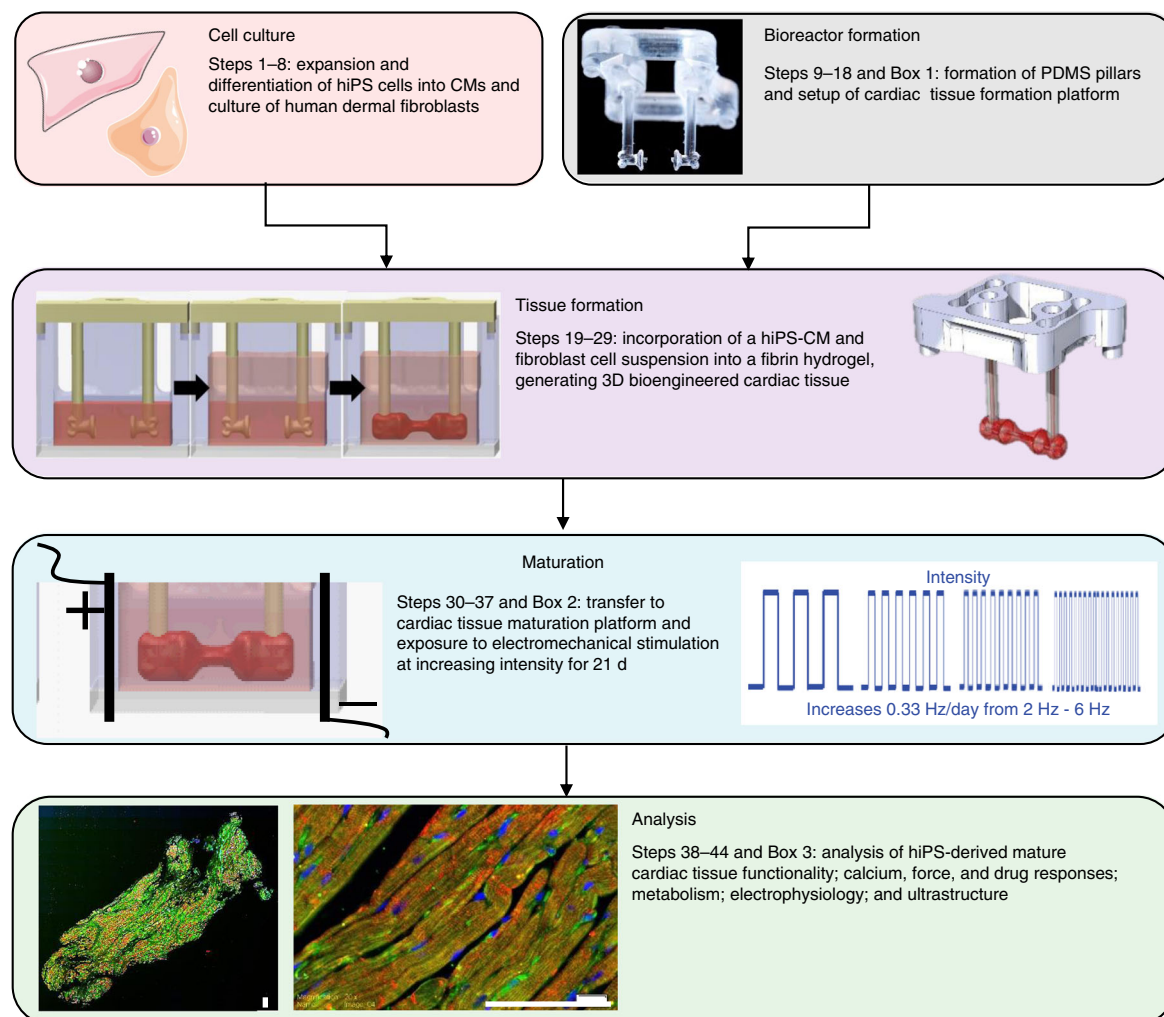 Cell culture
Steps 1–8: expansion and
differentiation of hiPS cells into CMs and
culture of human dermal fibroblasts
Bioreactor formation
Steps 9–18 and Box 1: formation of PDMS pillars
and setup of cardiac tissue formation platform
Tissue formation
Steps 19–29: incorporation of a hiPS-CM and
fibroblast cell suspension into a fibrin hydrogel,
generating 3D bioengineered cardiac tissue
Maturation
Steps 30–37 and Box 2: transfer to
cardiac tissue maturation platform and
exposure to electromechanical stimulation
at increasing intensity for 21 d
+
–
Intensity
Increases 0.33 Hz/day from 2 Hz - 6 Hz
Analysis
Steps 38–44 and Box 3: analysis of hiPS-derived mature
cardiac tissue functionality; calcium, force, and drug responses;
metabolism; electrophysiology; and ultrastructure
20 x
Image: C4